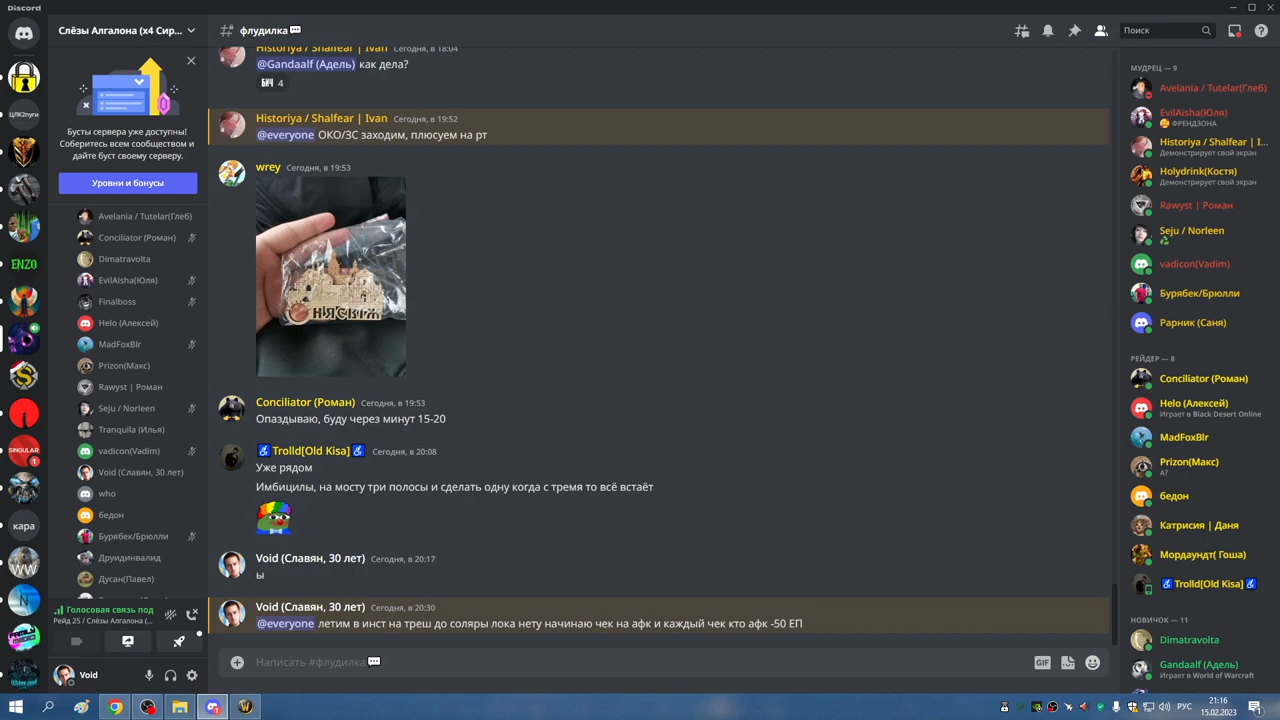 Discord
Слёзы Алгалона (x4 Сир...
флудилка
Поиск
Бусты сервера уже доступны!
Соберитесь всем сообществом и
дайте буст своему серверу.
Уровни и бонусы
Avelania / Tutelar(Глеб)
Conciliator (Роман)
Dimatravolta
EvilAisha(Юля)
Finalboss
Helo (Алексей)
MadFoxBlr
Prizon(Макс)
Rawyst | Роман
Seju / Norleen
Tranquila (Илья)
vadicon(Vadim)
Void (Славян, 30 лет)
who
бедон
Бурябек/Брюлли
Друидинвалид
Дусан(Павел)
Голосовая связь под
Рейд 25 / Слёзы Алгалона (...
Void
ЦЛК2пуги
ENZO
SINGULAR
1
кара
WW
Historiya / Shalfear | Ivan Сегодня, в 18:04
@Gandaalf (Адель) как дела?
БИЧ 4
Historiya / Shalfear | Ivan Сегодня, в 19:52
@everyone ОКО/ЗС заходим, плюсуем на рт
wrey Сегодня, в 19:53
Conciliator (Роман) Сегодня, в 19:53
Опаздываю, буду через минут 15-20
Trolld[Old Kisa] Сегодня, в 20:08
Уже рядом
Имбицилы, на мосту три полосы и сделать одну когда с тремя то всё встаёт
Void (Славян, 30 лет) Сегодня, в 20:17
ы
Void (Славян, 30 лет) Сегодня, в 20:30
@everyone летим в инст на треш до соляры лока нету начинаю чек на афк и каждый чек кто афк -50 ЕП
Написать #флудилка
GIF
МУДРЕЦ — 9
Avelania / Tutelar(Глеб)
EvilAisha(Юля)
ФРЕНДЗОНА
Historiya / Shalfear | I...
Демонстрирует свой экран
Holydrink(Костя)
Демонстрирует свой экран
Rawyst | Роман
Seju / Norleen
vadicon(Vadim)
Бурябек/Брюлли
Рарник (Саня)
РЕЙДЕР — 8
Conciliator (Роман)
Helo (Алексей)
Играет в Black Desert Online
MadFoxBlr
Prizon(Макс)
А?
бедон
Катрисия | Даня
Мордаундт( Гоша)
Trolld[Old Kisa]
НОВИЧОК — 11
Dimatravolta
Gandaalf (Адель)
Играет в World of Warcraft
РУС
21:16
15.02.2023
1